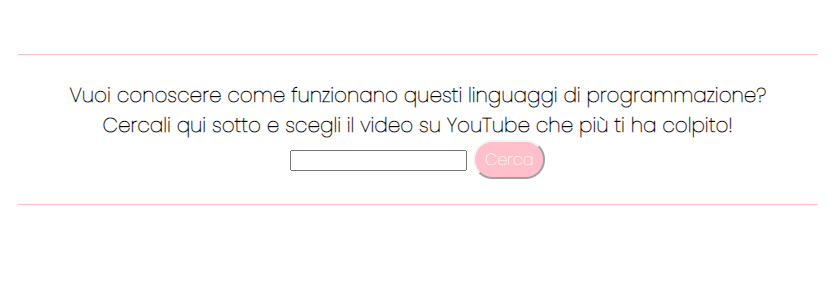 Vuoi conoscere come funzionano questi linguaggi di programmazione?
Cercali qui sotto e scegli il video su YouTube che più ti ha colpito!
Cerca